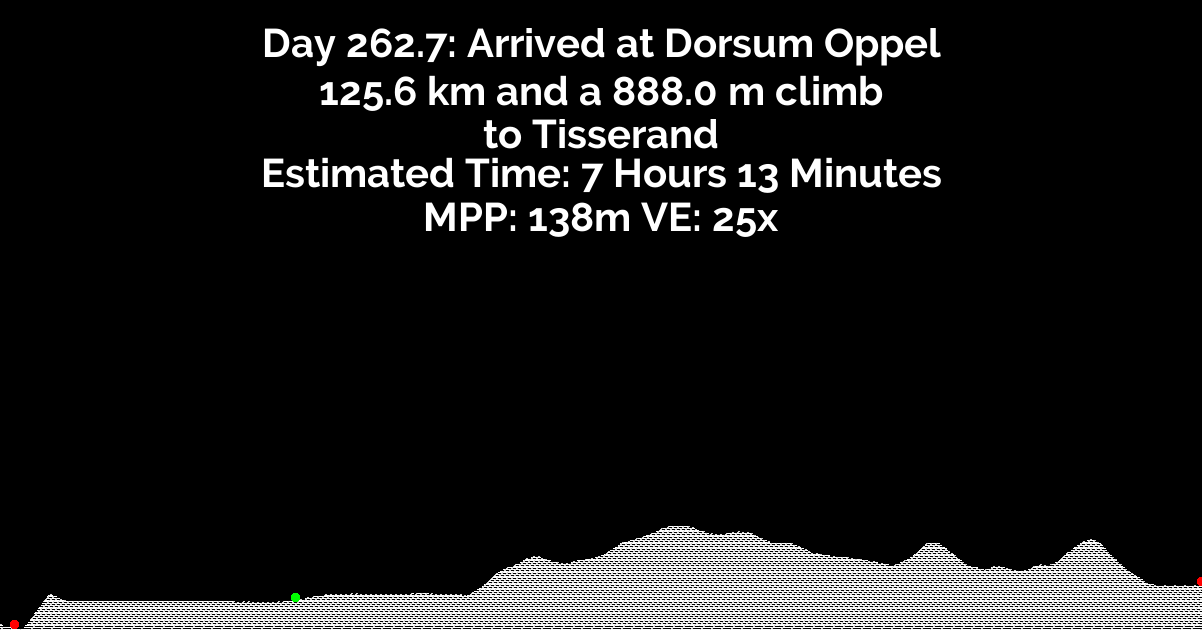 Day 262.7: Arrived at Dorsum Oppel
125.6 km and a 888.0 m climb
to Tisserand
Estimated Time: 7 Hours 13 Minutes
MPP: 138m VE: 25x